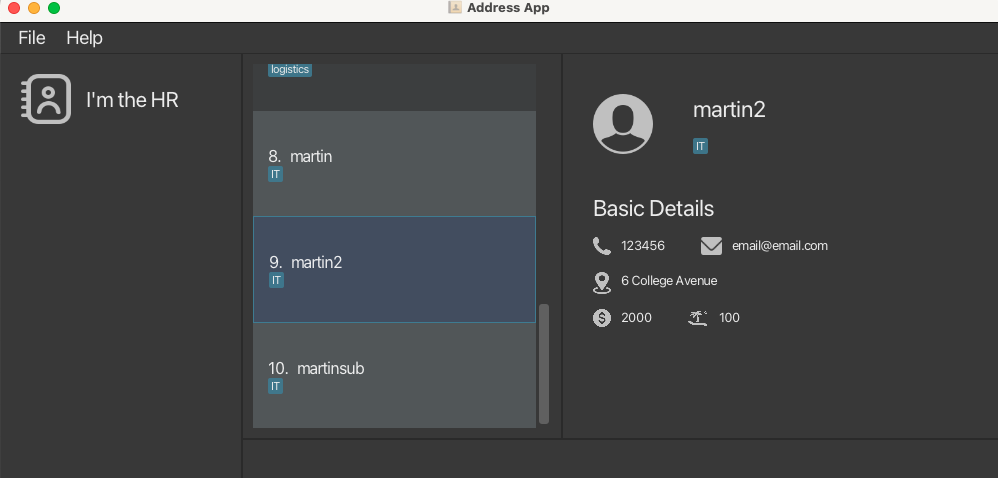 Address App
File Help
I'm the HR
logistics
8. martin
IT
9. martin2
IT
10. martinsub
IT
martin2
IT
Basic Details
123456 email@email.com
6 College Avenue
2000 100